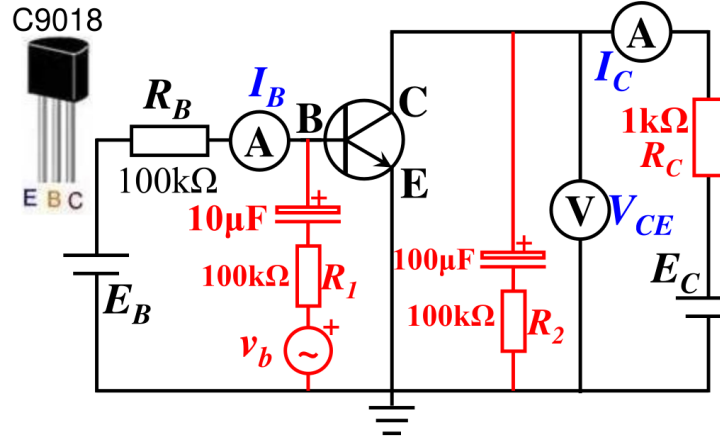 C9018
E B C
R_B
100kΩ
I_B
A
B
C
E
10μF
100kΩ
R_1
v_b
+
+
~
E_B
+
100μF
100kΩ
R_2
A
I_C
V
V_CE
1kΩ
R_C
E_C